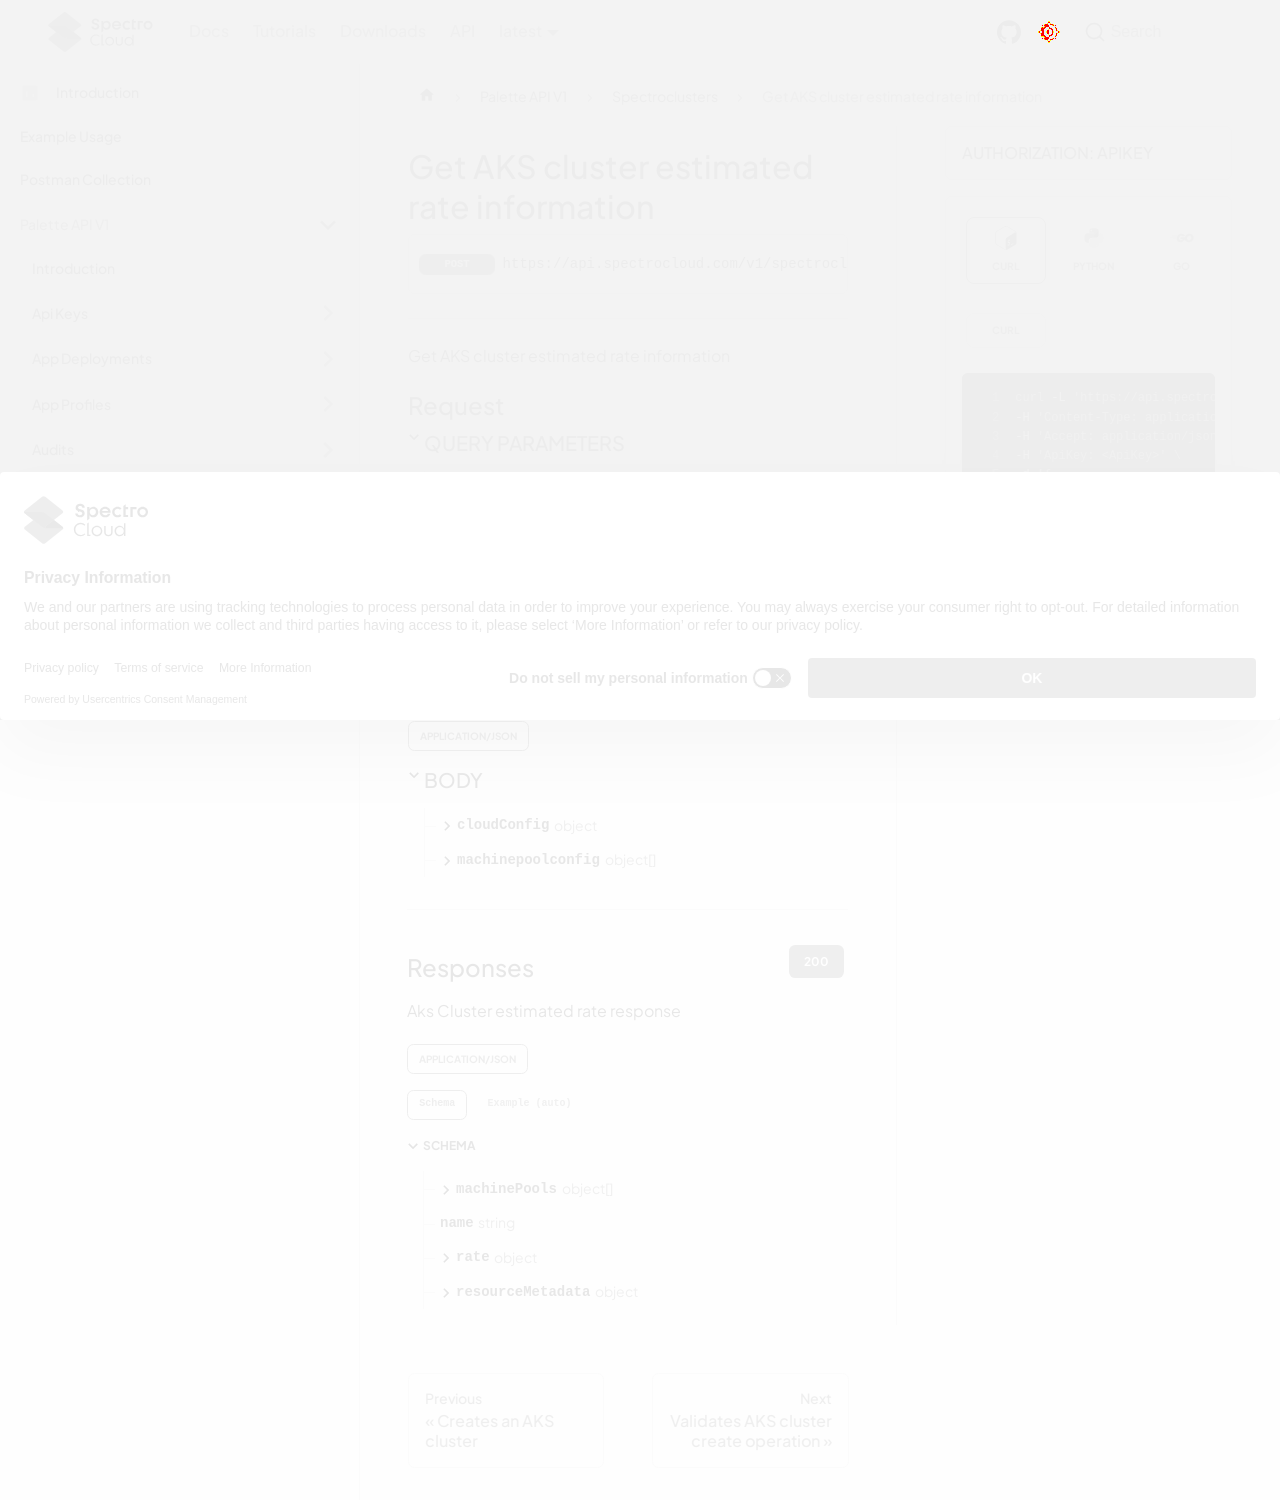 Spectro Cloud
Docs Tutorials Downloads API latest
Search
Introduction
Example Usage
Postman Collection
Palette API V1
Introduction
Api Keys
App Deployments
App Profiles
Audits
Palette API V1
Spectroclusters
Get AKS cluster estimated rate information
Get AKS cluster estimated
rate information
POST https://api.spectrocloud.com/v1/spectrocl
Get AKS cluster estimated rate information
Request
QUERY PARAMETERS
AUTHORIZATION: APIKEY
CURL PYTHON GO
CURL
Spectro
Cloud
Privacy Information
We and our partners are using tracking technologies to process personal data in order to improve your experience. You may always exercise your consumer right to opt-out. For detailed information
about personal information we collect and third parties having access to it, please select ‘More Information’ or refer to our privacy policy.
Privacy policy Terms of service More Information
Powered by Usercentrics Consent Management
Do not sell my personal information
OK
APPLICATION/JSON
BODY
cloudConfig object
machinepoolconfig object[]
Responses
200
Aks Cluster estimated rate response
APPLICATION/JSON
Schema Example (auto)
SCHEMA
machinePools object[]
name string
rate object
resourceMetadata object
Previous
« Creates an AKS
cluster
Next
Validates AKS cluster
create operation »